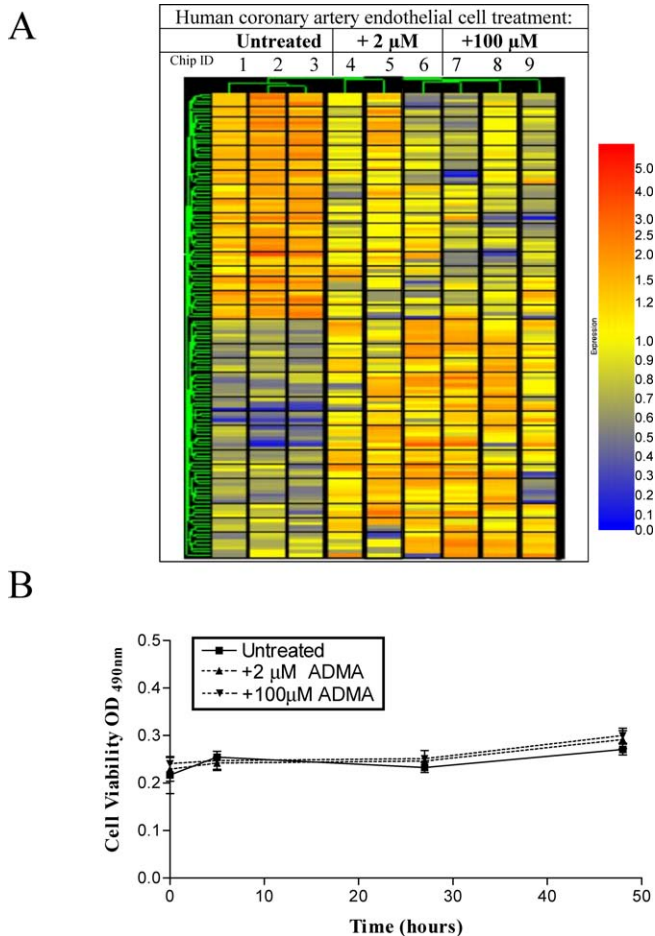 A
Human coronary artery endothelial cell treatment:
Untreated + 2 μM +100 μM
Chip ID 1 2 3 4 5 6 7 8 9
5.0
4.0
3.0
2.5
2.0
1.5
1.2
1.0
0.9
0.8
0.7
0.6
0.5
0.4
0.3
0.2
0.1
0.0
Expression
B
Untreated
+2 μM ADMA
+100μM ADMA
Cell Viability OD 490nm
0.5
0.4
0.3
0.2
0.1
0.0
0 10 20 30 40 50
Time (hours)